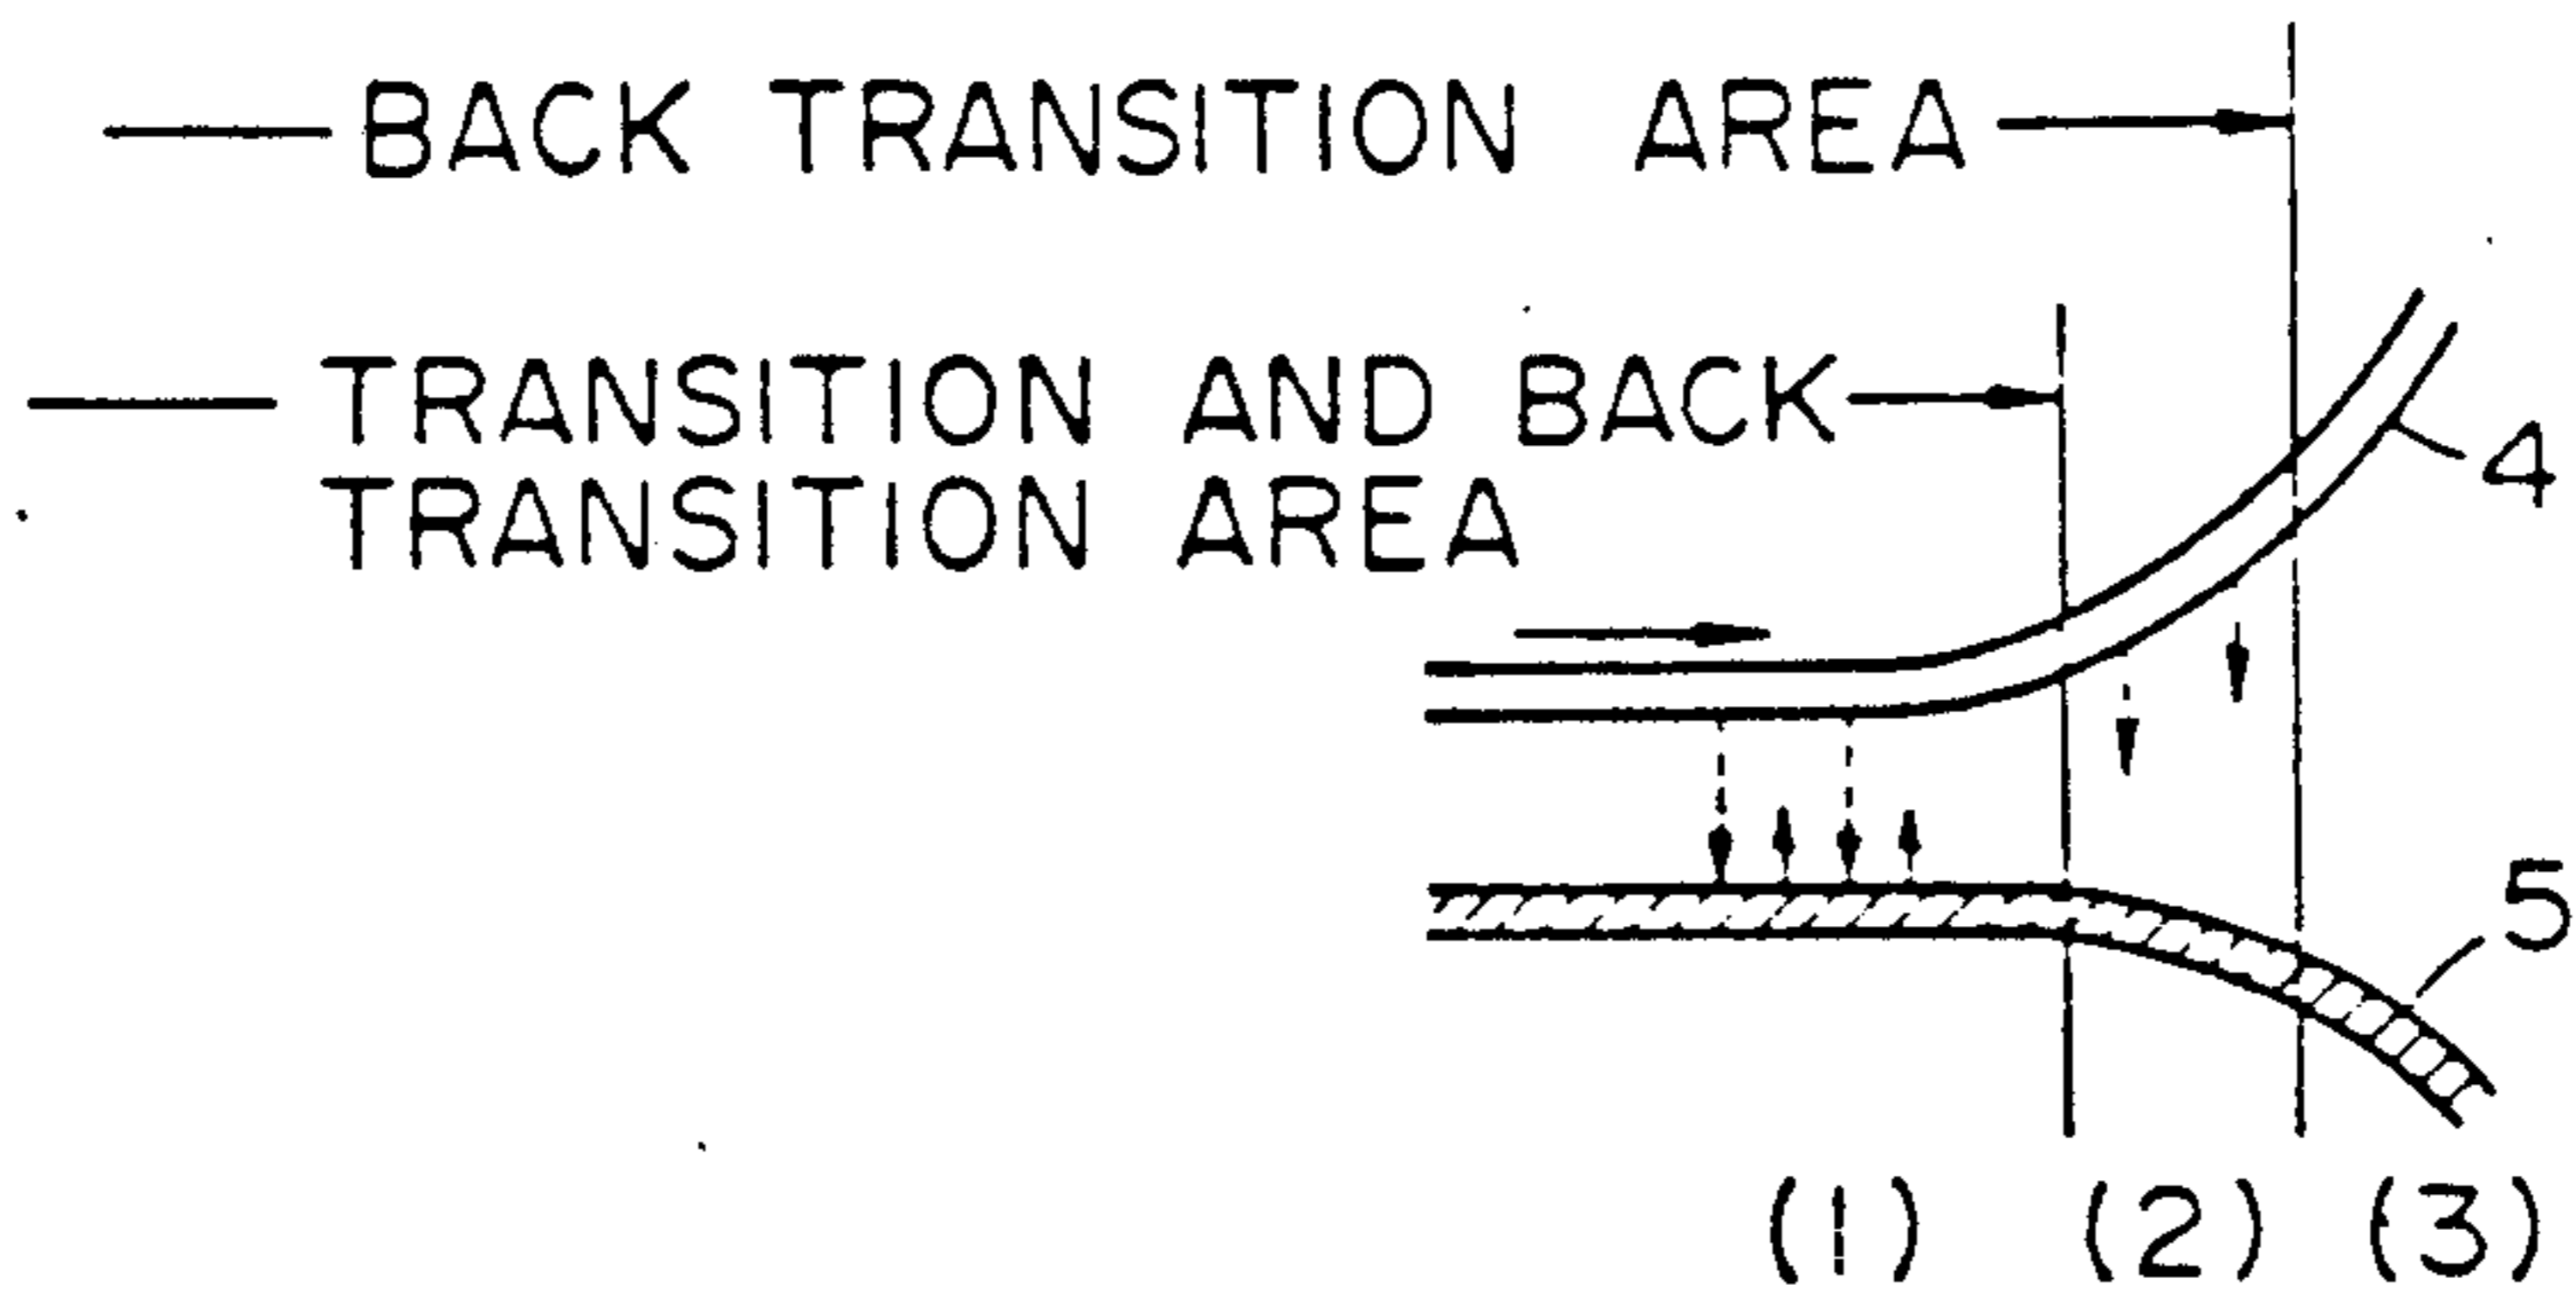 BACK TRANSITION AREA
TRANSITION AND BACK
TRANSITION AREA
4
5
(1) (2) (3)